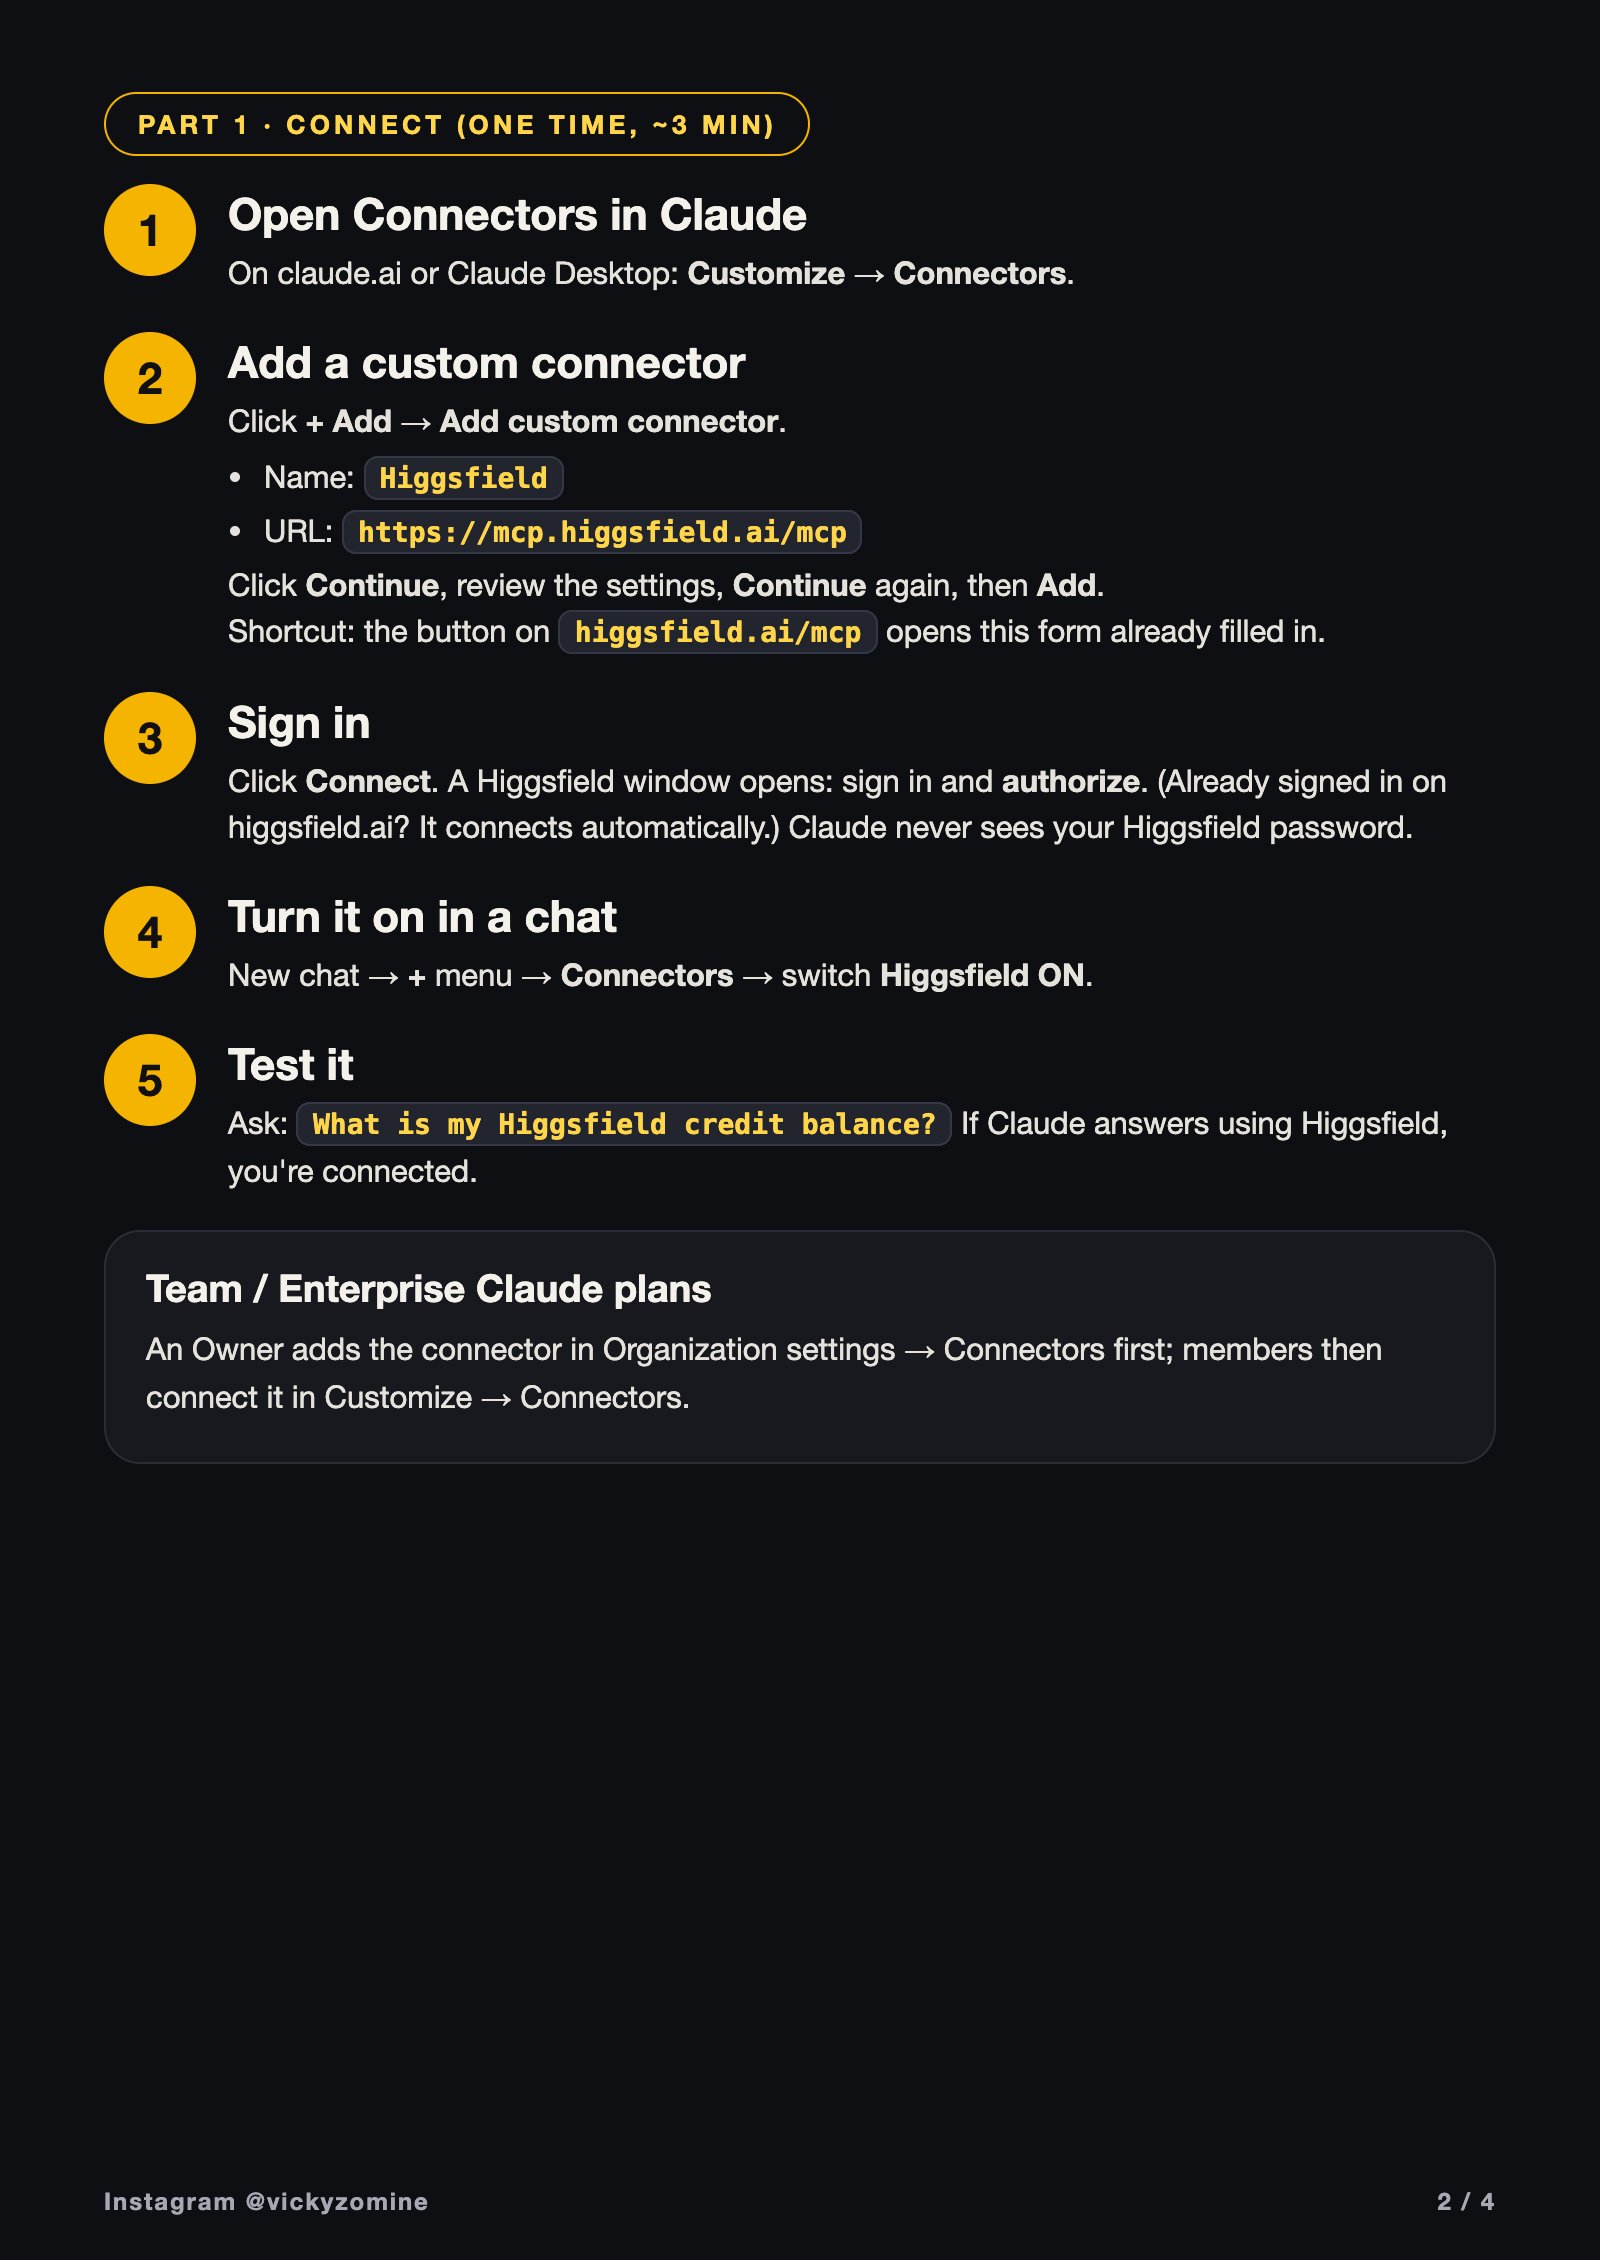 PART 1 · CONNECT (ONE TIME, ~3 MIN)
1
Open Connectors in Claude
On claude.ai or Claude Desktop: Customize → Connectors.
2
Add a custom connector
Click + Add → Add custom connector.
• Name: Higgsfield
• URL: https://mcp.higgsfield.ai/mcp
Click Continue, review the settings, Continue again, then Add.
Shortcut: the button on higgsfield.ai/mcp opens this form already filled in.
3
Sign in
Click Connect. A Higgsfield window opens: sign in and authorize. (Already signed in on
higgsfield.ai? It connects automatically.) Claude never sees your Higgsfield password.
4
Turn it on in a chat
New chat → + menu → Connectors → switch Higgsfield ON.
5
Test it
Ask: What is my Higgsfield credit balance? If Claude answers using Higgsfield,
you're connected.
Team / Enterprise Claude plans
An Owner adds the connector in Organization settings → Connectors first; members then
connect it in Customize → Connectors.
Instagram @vickyzomine
2 / 4